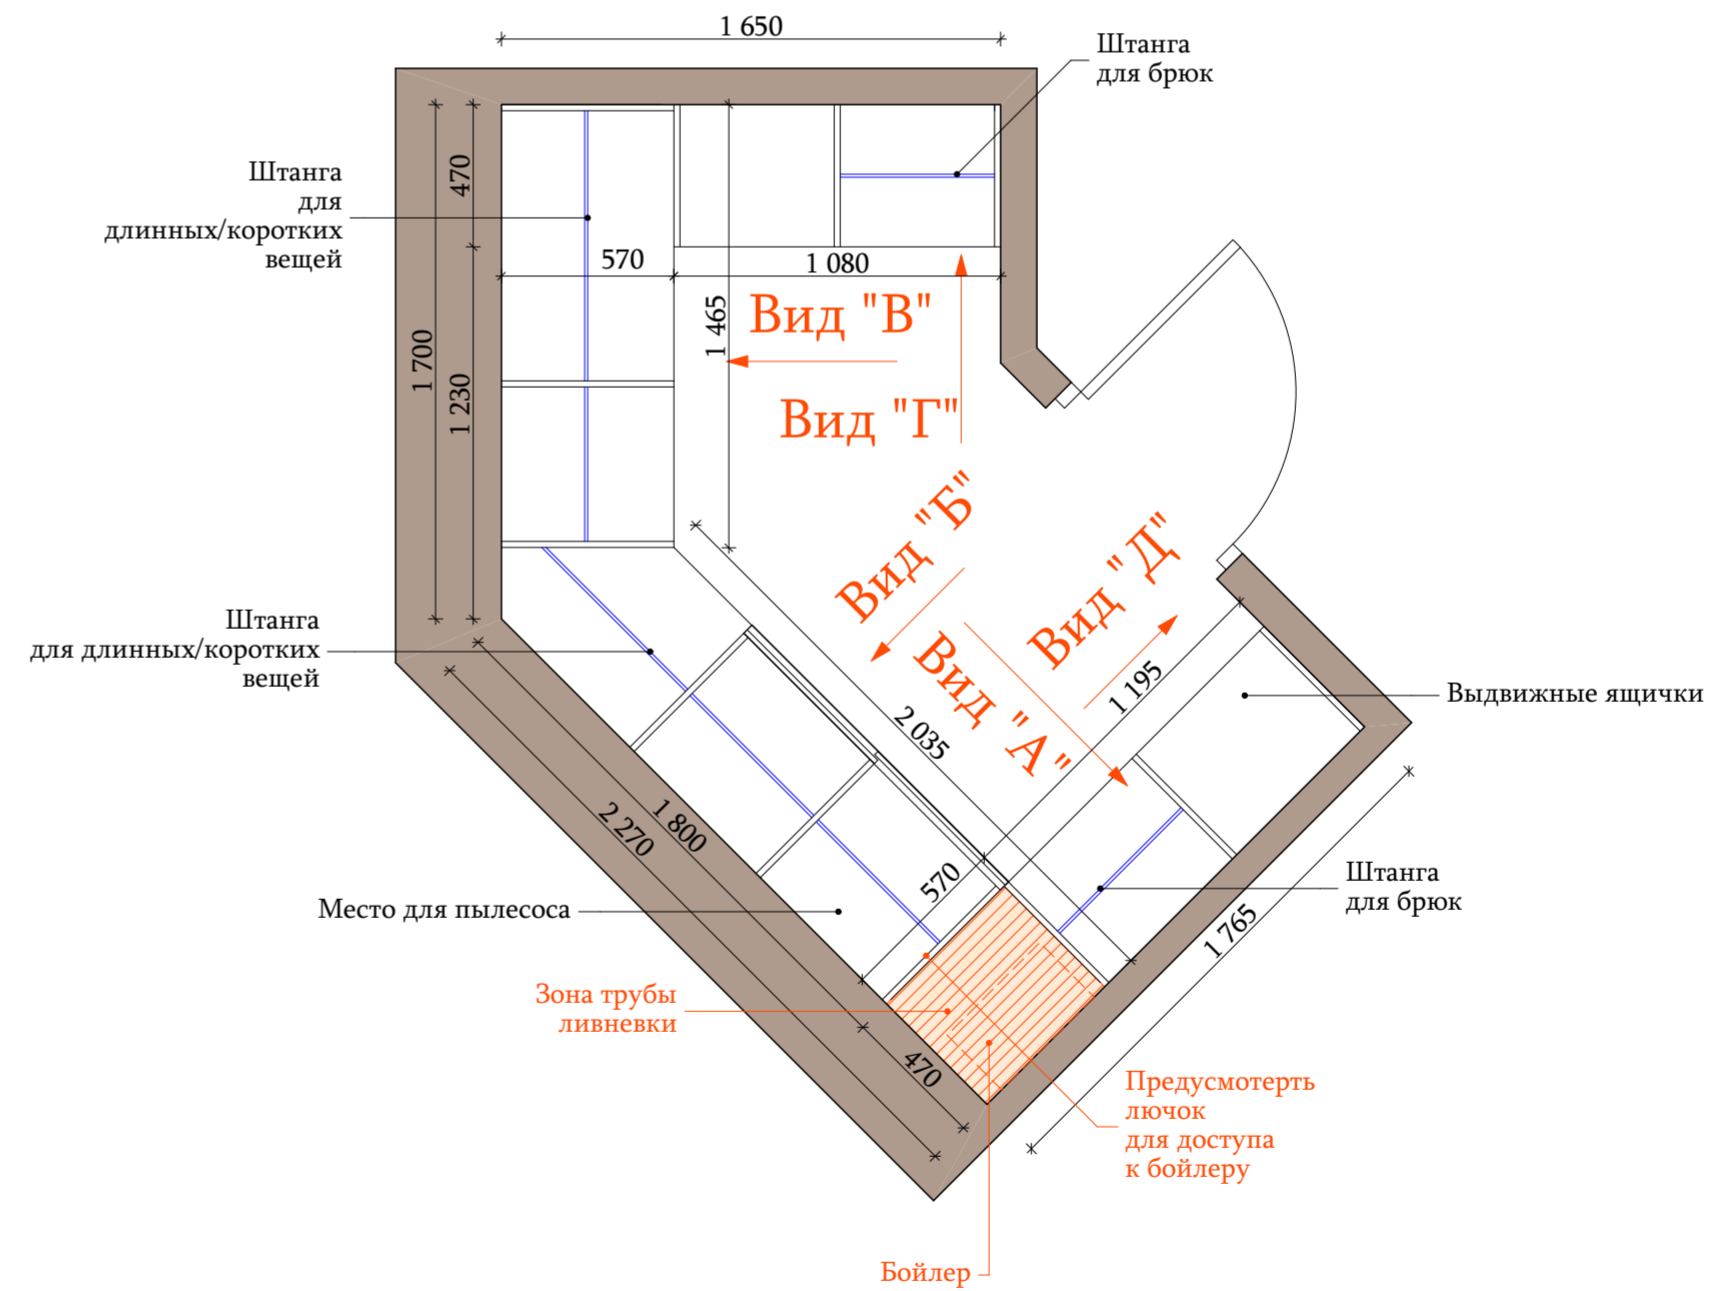 1 650
Штанга
для брюк
470
Штанга
для
длинных/коротких
вещей
570
1 080
1 465
Вид "В"
1 700
1 230
Вид "Г"
Вид "Б"
Вид "Д"
Штанга
для длинных/коротких
вещей
Вид "А"
1 195
Выдвижные ящички
2 035
1 800
2 270
570
Штанга
для брюк
Место для пылесоса
1 765
Зона трубы
ливневки
470
Предусмотерть
лючок
для доступа
к бойлеру
Бойлер